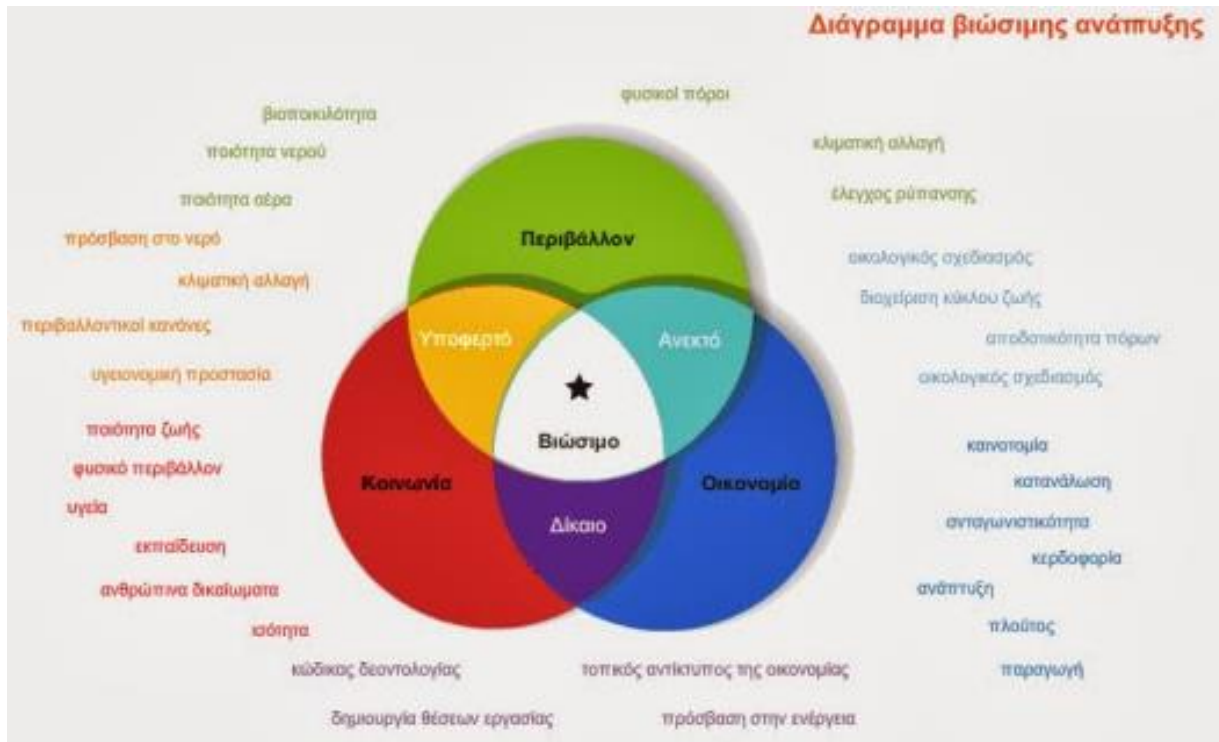 Διάγραμμα βιώσιμης ανάπτυξης
φυσικοί πόροι
βιοποικιλότητα
ποιότητα νερού
ποιότητα αέρα
πρόσβαση στο νερό
κλιματική αλλαγή
περιβαλλοντικοί κανόνες
υγειονομική προστασία
ποιότητα ζωής
φυσικό περιβάλλον
υγεία
εκπαίδευση
ανθρώπινα δικαίωματα
ισότητα
Περιβάλλον
Υποφερτό
Ανεκτό
Βιώσιμο
Κοινωνία
Οικονομία
Δίκαιο
κλιματική αλλαγή
έλεγχος ρύπανσης
οικολογικός σχεδιασμός
διαχείριση κύκλου ζωής
αποδοτικότητα πόρων
οικολογικός σχεδιασμός
καινοτομία
κατανάλωση
ανταγωνιστικότητα
κερδοφορία
ανάπτυξη
πλούτος
παραγωγή
κώδικας δεοντολογίας
τοπικός αντίκτυπος της οικονομίας
δημιουργία θέσεων εργασίας
πρόσβαση στην ενέργεια